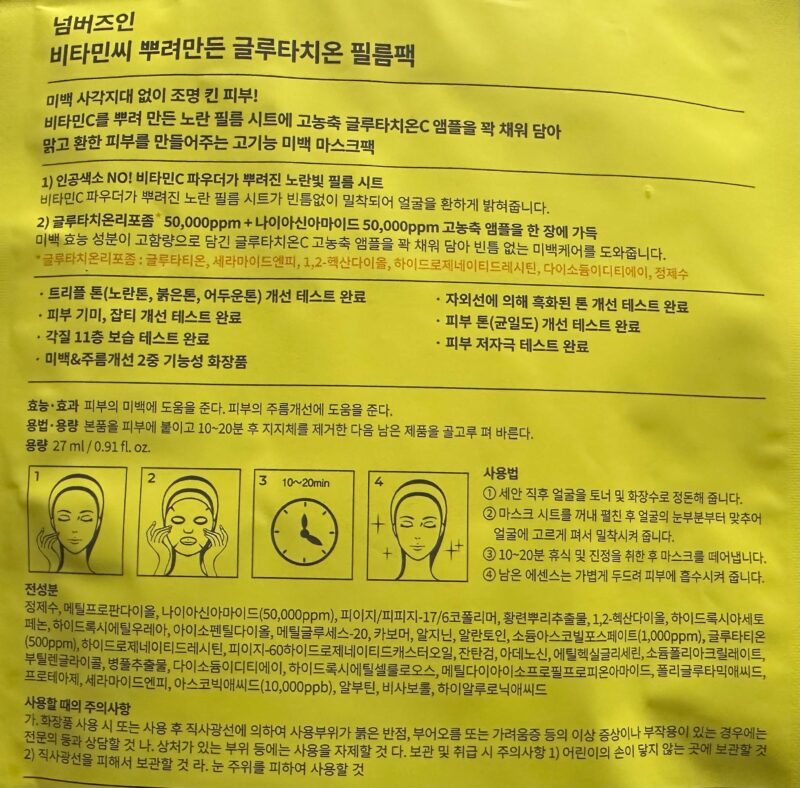 넘버즈인
비타민씨 뿌려만든 글루타치온 필름팩
미백 사각지대 없이 조명 킨 피부!
비타민C를 뿌려 만든 노란 필름 시트에 고농축 글루타치온C 앰플을 꽉 채워 담아
맑고 환한 피부를 만들어주는 고기능 미백 마스크팩
1) 인공색소 NO! 비타민C 파우더가 뿌려진 노란빛 필름 시트
비타민C 파우더가 뿌려진 노란 필름 시트가 빈틈없이 밀착되어 얼굴을 환하게 밝혀줍니다.
2) 글루타치온리포좀* 50,000ppm + 나이아신아마이드 50,000ppm 고농축 앰플을 한 장에 가득
미백 효능 성분이 고함량으로 담긴 글루타치온C 고농축 앰플을 꽉 채워 담아 빈틈 없는 미백케어를 도와줍니다.
*글루타치온리포좀 : 글루타티온, 세라마이드엔피, 1,2-헥산다이올, 하이드로제네이티드레시틴, 다이소듐이디티에이, 정제수
· 트리플 톤(노란톤, 붉은톤, 어두운톤) 개선 테스트 완료
· 피부 기미, 잡티 개선 테스트 완료
· 각질 11층 보습 테스트 완료
· 미백&주름개선 2중 기능성 화장품
· 자외선에 의해 흑화된 톤 개선 테스트 완료
· 피부 톤(균일도) 개선 테스트 완료
· 피부 저자극 테스트 완료
효능·효과 피부의 미백에 도움을 준다. 피부의 주름개선에 도움을 준다.
용법·용량 본품을 피부에 붙이고 10~20분 후 지지체를 제거한 다음 남은 제품을 골고루 펴 바른다.
용량 27 ml / 0.91 fl. oz.
1
2
3 10~20min
4
사용법
① 세안 직후 얼굴을 토너 및 화장수로 정돈해 줍니다.
② 마스크 시트를 꺼내 펼친 후 얼굴의 눈부분부터 맞추어
얼굴에 고르게 펴서 밀착시켜 줍니다.
③ 10~20분 휴식 및 진정을 취한 후 마스크를 떼어냅니다.
④ 남은 에센스는 가볍게 두드려 피부에 흡수시켜 줍니다.
전성분
정제수, 메틸프로판다이올, 나이아신아마이드(50,000ppm), 피이지/피피지-17/6코폴리머, 황련뿌리추출물, 1,2-헥산다이올, 하이드록시아세토
페논, 하이드록시에틸우레아, 아이소펜틸다이올, 메틸글루세스-20, 카보머, 알지닌, 알란토인, 소듐아스코빌포스페이트(1,000ppm), 글루타티온
(500ppm), 하이드로제네이티드레시틴, 피이지-60하이드로제네이티드캐스터오일, 잔탄검, 아데노신, 에틸헥실글리세린, 소듐폴리아크릴레이트,
부틸렌글라이콜, 병풀추출물, 다이소듐이디티에이, 하이드록시에틸셀룰로오스, 메틸다이아이소프로필프로피온아마이드, 폴리글루타믹애씨드,
프로테아제, 세라마이드엔피, 아스코빅애씨드(10,000ppb), 알부틴, 비사보롤, 하이알루로닉애씨드
사용할 때의 주의사항
가. 화장품 사용 시 또는 사용 후 직사광선에 의하여 사용부위가 붉은 반점, 부어오름 또는 가려움증 등의 이상 증상이나 부작용이 있는 경우에는
전문의 등과 상담할 것 나. 상처가 있는 부위 등에는 사용을 자제할 것 다. 보관 및 취급 시 주의사항 1) 어린이의 손이 닿지 않는 곳에 보관할 것
2) 직사광선을 피해서 보관할 것 라. 눈 주위를 피하여 사용할 것